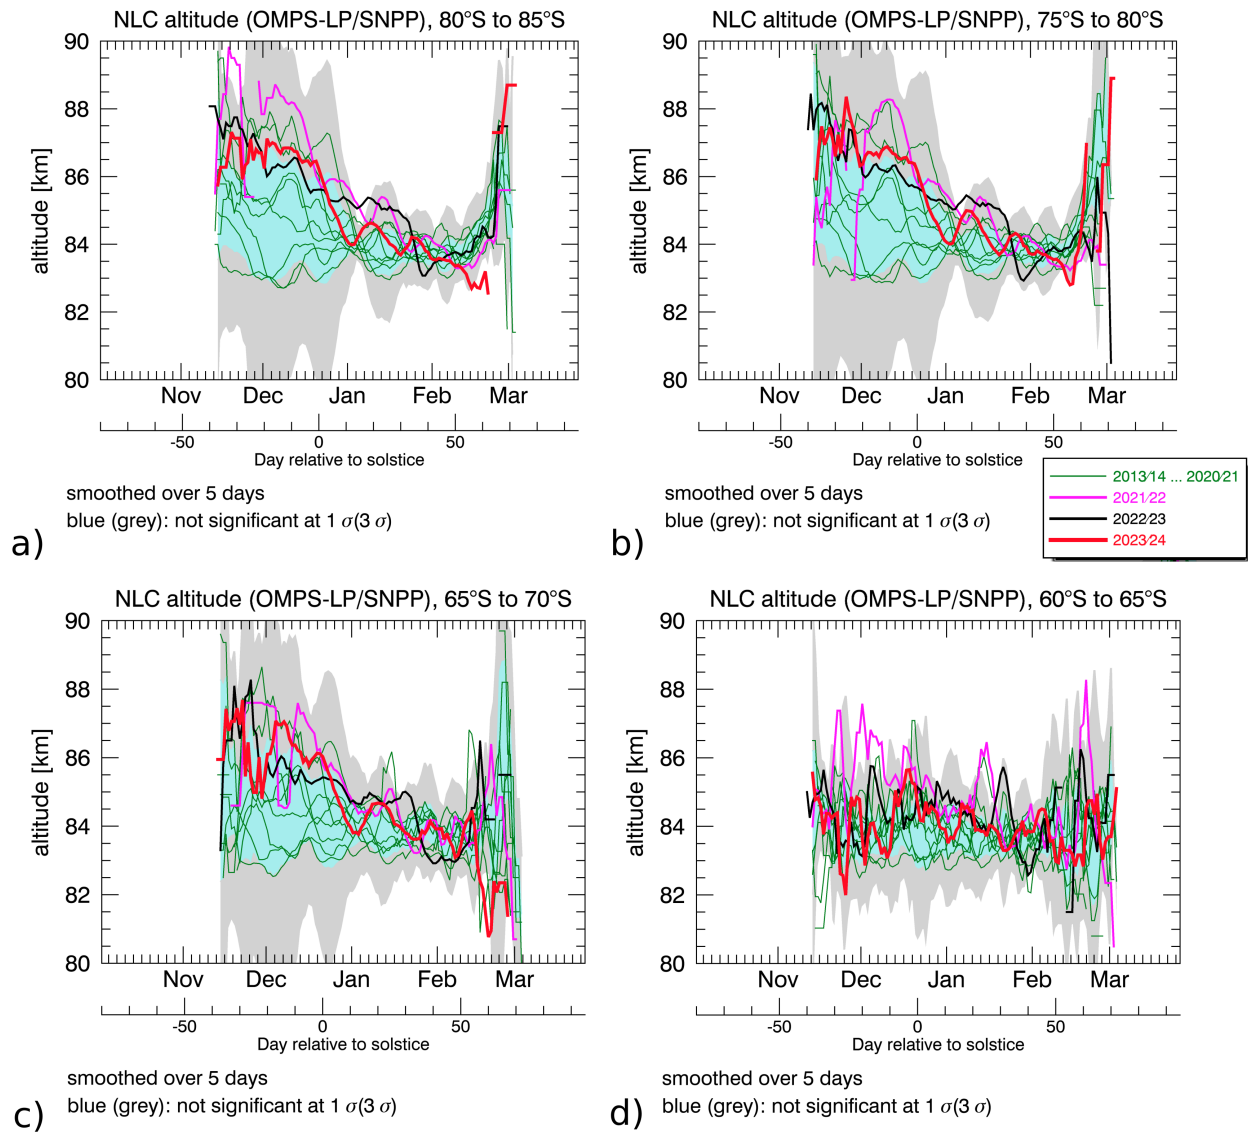 NLC altitude (OMPS-LP/SNPP), 80°S to 85°S
90
88
86
84
82
80
altitude [km]
Nov Dec Jan Feb Mar
-50 0 50
Day relative to solstice
smoothed over 5 days
blue (grey): not significant at 1 σ(3 σ)
a)
NLC altitude (OMPS-LP/SNPP), 75°S to 80°S
90
88
86
84
82
80
altitude [km]
Nov Dec Jan Feb Mar
-50 0 50
Day relative to solstice
smoothed over 5 days
blue (grey): not significant at 1 σ(3 σ)
b)
2013/14 ... 2020/21
2021/22
2022/23
2023/24
NLC altitude (OMPS-LP/SNPP), 65°S to 70°S
90
88
86
84
82
80
altitude [km]
Nov Dec Jan Feb Mar
-50 0 50
Day relative to solstice
smoothed over 5 days
blue (grey): not significant at 1 σ(3 σ)
c)
NLC altitude (OMPS-LP/SNPP), 60°S to 65°S
90
88
86
84
82
80
altitude [km]
Nov Dec Jan Feb Mar
-50 0 50
Day relative to solstice
smoothed over 5 days
blue (grey): not significant at 1 σ(3 σ)
d)